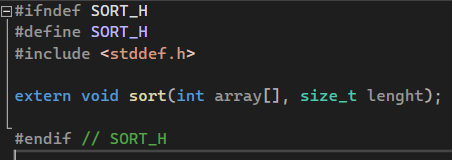 #ifndef SORT_H
#define SORT_H
#include <stddef.h>
extern void sort(int array[], size_t lenght);
#endif // SORT_H